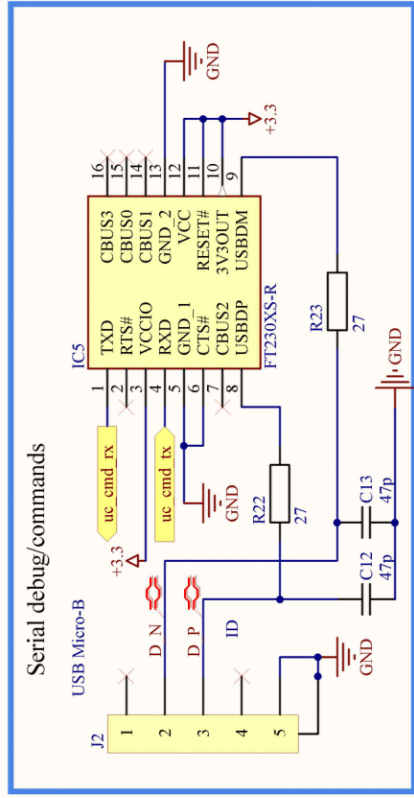 Serial debug/commands
USB Micro-B
J2
1
2
3
4
5
D_N
D_P
ID
GND
+3.3
uc_cmd_rx
uc_cmd_tx
GND
IC5
1 TXD
2 RTS#
3 VCCIO
4 RXD
5 GND_1
6 CTS#
7 CBUS2
8 USBDP
CBUS3 16
CBUS0 15
CBUS1 14
GND_2 13
VCC 12
RESET# 11
3V3OUT 10
USBDM 9
FT230XS-R
GND
+3.3
R22
27
R23
27
C12
47p
C13
47p
GND